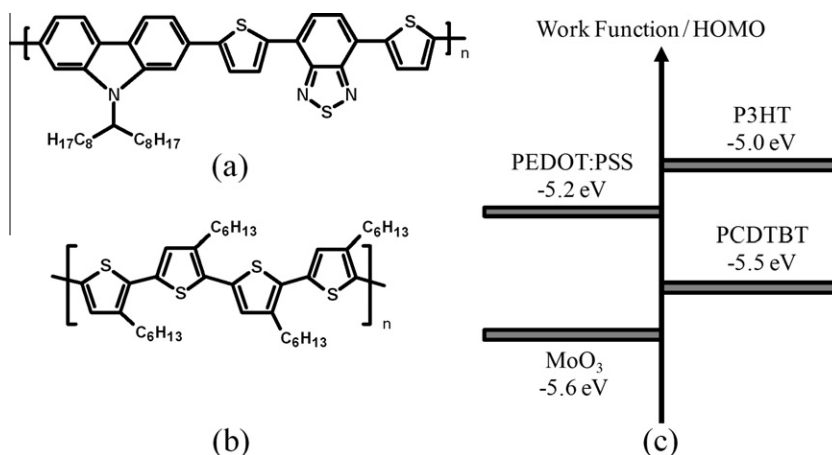 S
N
S
N
N
S
n
H17C8
C8H17
(a)
C6H13
C6H13
S
S
S
S
C6H13
C6H13
n
(b)
Work Function / HOMO
P3HT
-5.0 eV
PEDOT:PSS
-5.2 eV
PCDTBT
-5.5 eV
MoO3
-5.6 eV
(c)